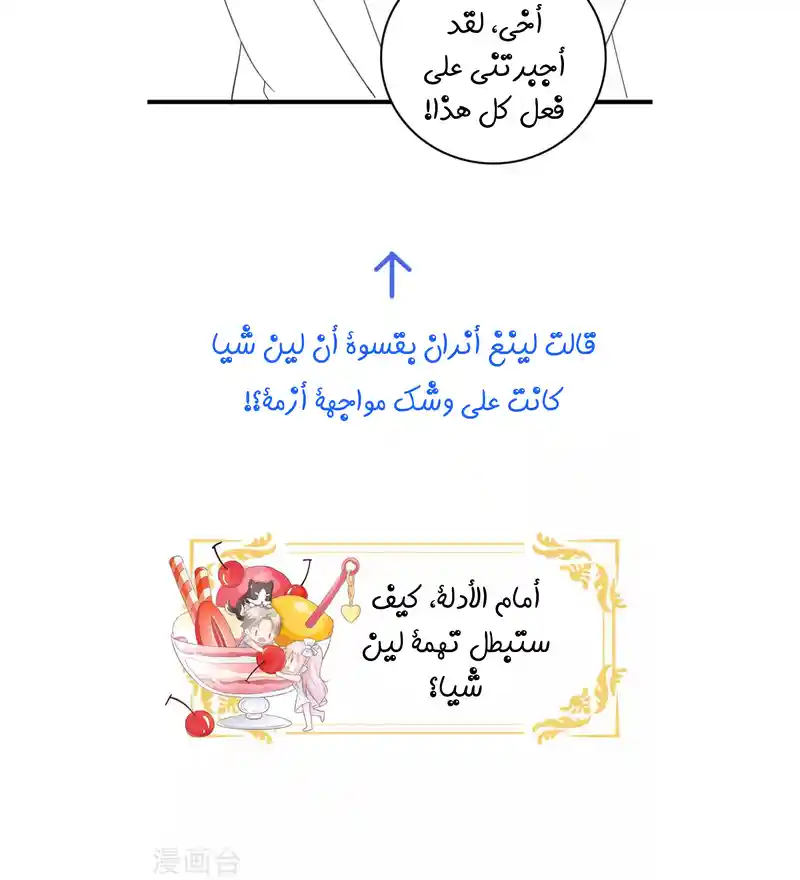 أخي، لقد
أجبرتني على
فعل كل هذا!
قالت لينغ أنران بقسوة أن لين شيا
كانت على وشك مواجهة أزمة؟!
أمام الأدلة، كيف
ستبطل تهمة لين
شيا؟
漫画台